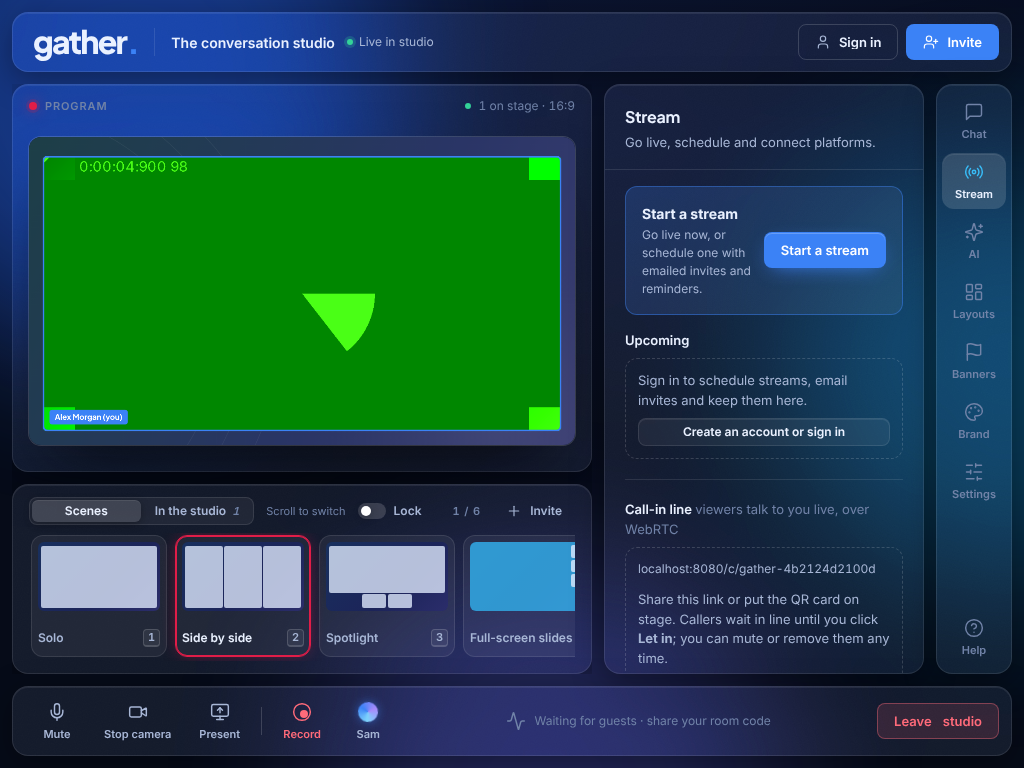 gather.
The conversation studio
Live in studio
Sign in
Invite
PROGRAM
1 on stage · 16:9
0:00:04:900 98
Alex Morgan (you)
Scenes
In the studio 1
Scroll to switch
Lock
1 / 6
Invite
Solo
1
Side by side
2
Spotlight
3
Full-screen slides
Stream
Go live, schedule and connect platforms.
Start a stream
Go live now, or
schedule one with
emailed invites and
reminders.
Start a stream
Upcoming
Sign in to schedule streams, email
invites and keep them here.
Create an account or sign in
Call-in line viewers talk to you live, over
WebRTC
localhost:8080/c/gather-4b2124d2100d
Share this link or put the QR card on
stage. Callers wait in line until you click
Let in; you can mute or remove them any
time.
Chat
Stream
AI
Layouts
Banners
Brand
Settings
Help
Mute
Stop camera
Present
Record
Sam
Waiting for guests · share your room code
Leave studio